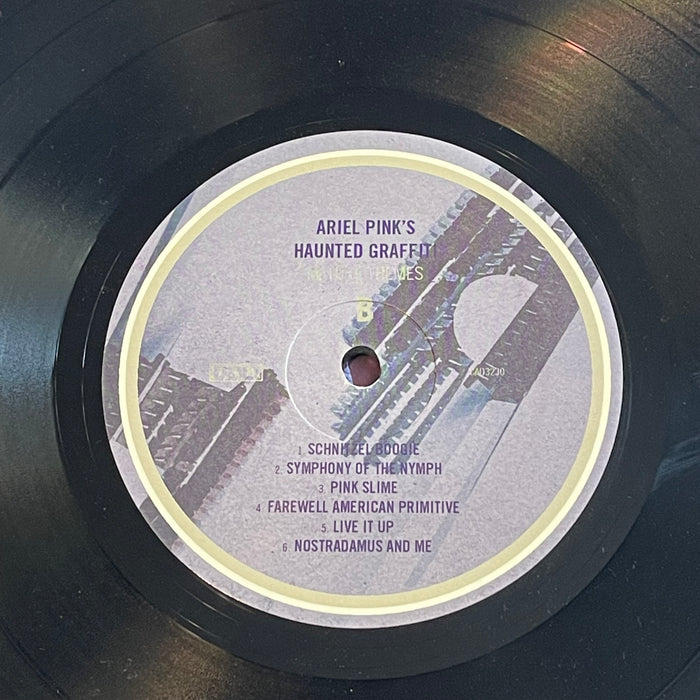 ARIEL PINK'S
HAUNTED GRAFFITI
THEMES
B
CAD3230
1. SCHNITZEL BOOGIE
2. SYMPHONY OF THE NYMPH
3. PINK SLIME
4. FAREWELL AMERICAN PRIMITIVE
5. LIVE IT UP
6. NOSTRADAMUS AND ME